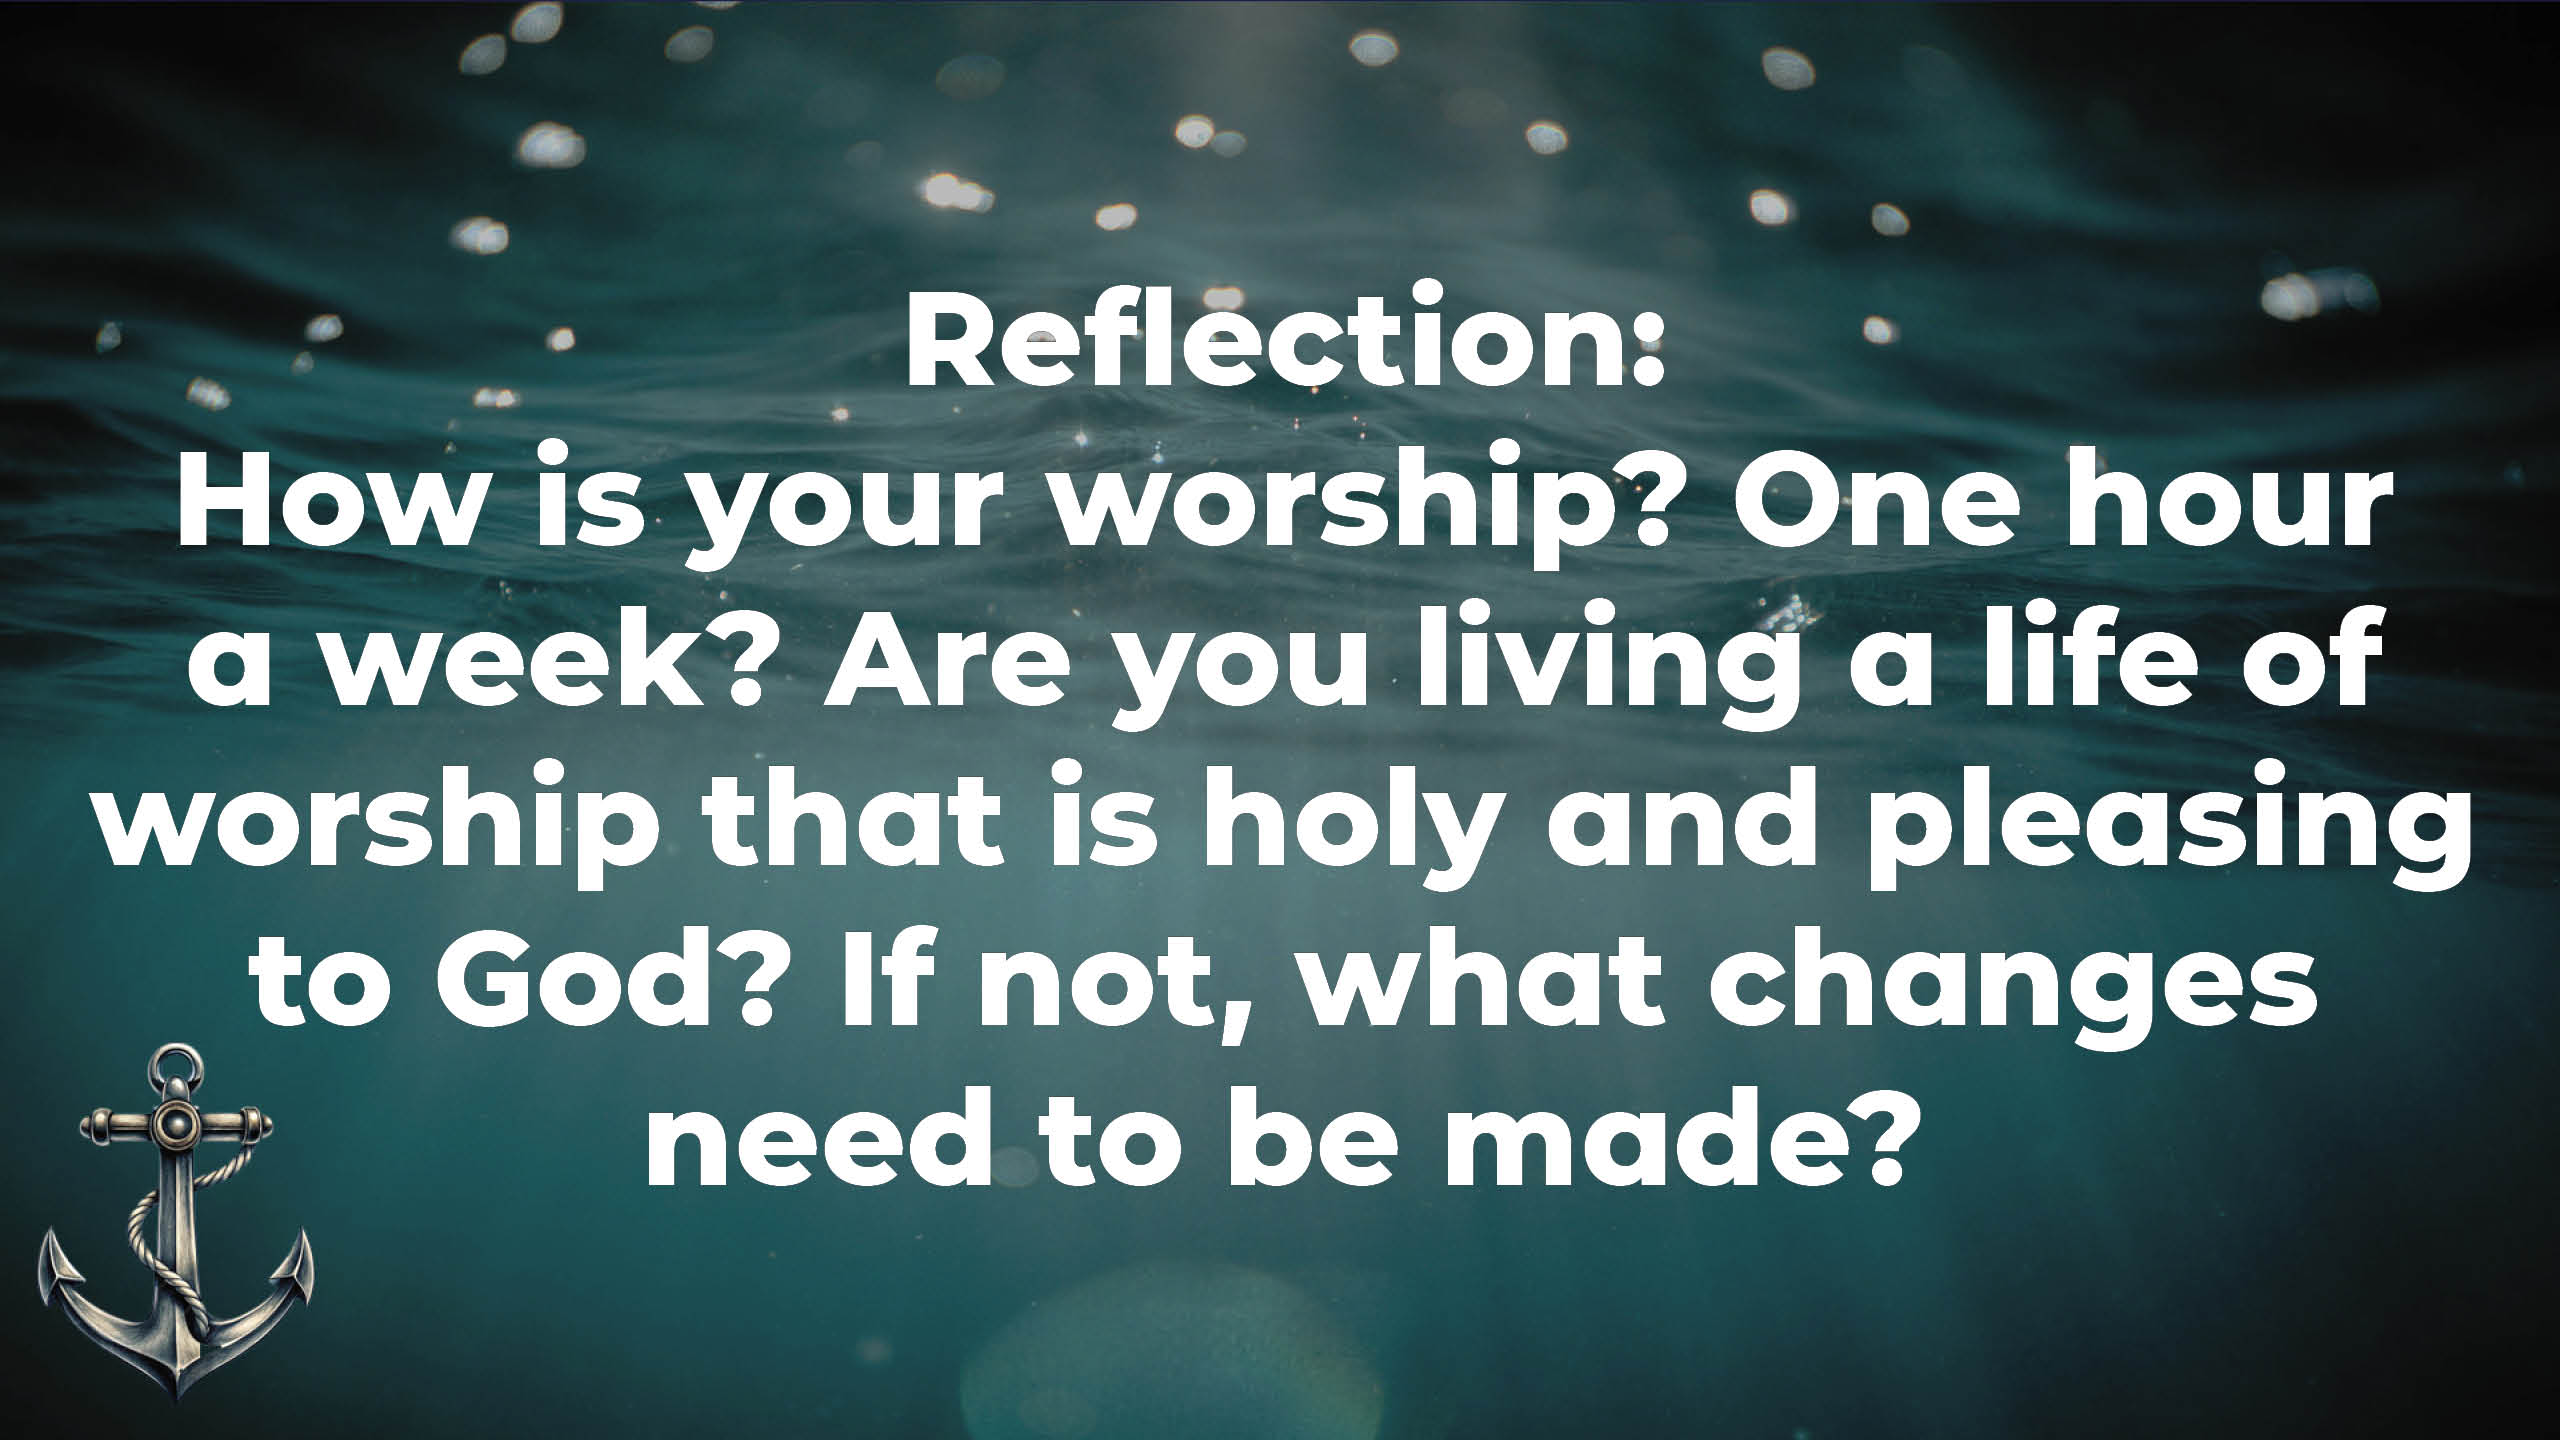 Reflection:
How is your worship? One hour
a week? Are you living a life of
worship that is holy and pleasing
to God? If not, what changes
need to be made?